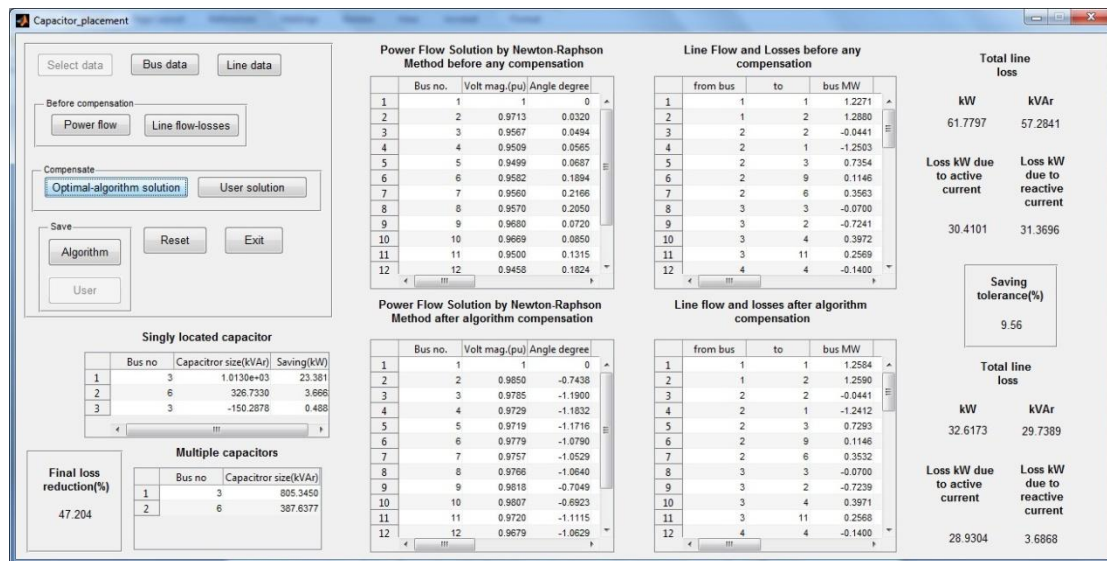 Capacitor_placement
Select data
Bus data
Line data
Before compensation
Power flow
Line flow-losses
Compensate
Optimal-algorithm solution
User solution
Save
Algorithm
Reset
Exit
User
Singly located capacitor
Bus no Capacitror size(kVAr) Saving(kW)
1 3 1.0130e+03 23.381
2 6 326.7330 3.666
3 3 -150.2878 0.488
Final loss
reduction(%)
47.204
Multiple capacitors
Bus no Capacitror size(kVAr)
1 3 805.3450
2 6 387.6377
Power Flow Solution by Newton-Raphson
Method before any compensation
Bus no. Volt mag.(pu) Angle degree
1 1 1 0
2 2 0.9713 0.0320
3 3 0.9567 0.0494
4 4 0.9509 0.0565
5 5 0.9499 0.0687
6 6 0.9582 0.1894
7 7 0.9560 0.2166
8 8 0.9570 0.2050
9 9 0.9680 0.0720
10 10 0.9669 0.0850
11 11 0.9500 0.1315
12 12 0.9458 0.1824
Power Flow Solution by Newton-Raphson
Method after algorithm compensation
Bus no. Volt mag.(pu) Angle degree
1 1 1 0
2 2 0.9850 -0.7438
3 3 0.9785 -1.1900
4 4 0.9729 -1.1832
5 5 0.9719 -1.1716
6 6 0.9779 -1.0790
7 7 0.9757 -1.0529
8 8 0.9766 -1.0640
9 9 0.9818 -0.7049
10 10 0.9807 -0.6923
11 11 0.9720 -1.1115
12 12 0.9679 -1.0629
Line Flow and Losses before any
compensation
from bus to bus MW
1 1 1 1.2271
2 1 2 1.2880
3 2 2 -0.0441
4 2 1 -1.2503
5 2 3 0.7354
6 2 9 0.1146
7 2 6 0.3563
8 3 3 -0.0700
9 3 2 -0.7241
10 3 4 0.3972
11 3 11 0.2569
12 4 4 -0.1400
Line flow and losses after algorithm
compensation
from bus to bus MW
1 1 1 1.2584
2 1 2 1.2590
3 2 2 -0.0441
4 2 1 -1.2412
5 2 3 0.7293
6 2 9 0.1146
7 2 6 0.3532
8 3 3 -0.0700
9 3 2 -0.7239
10 3 4 0.3971
11 3 11 0.2568
12 4 4 -0.1400
Total line
loss
kW kVAr
61.7797 57.2841
Loss kW due
to active
current
Loss kW
due to
reactive
current
30.4101 31.3696
Saving
tolerance(%)
9.56
Total line
loss
kW kVAr
32.6173 29.7389
Loss kW due
to active
current
Loss kW
due to
reactive
current
28.9304 3.6868